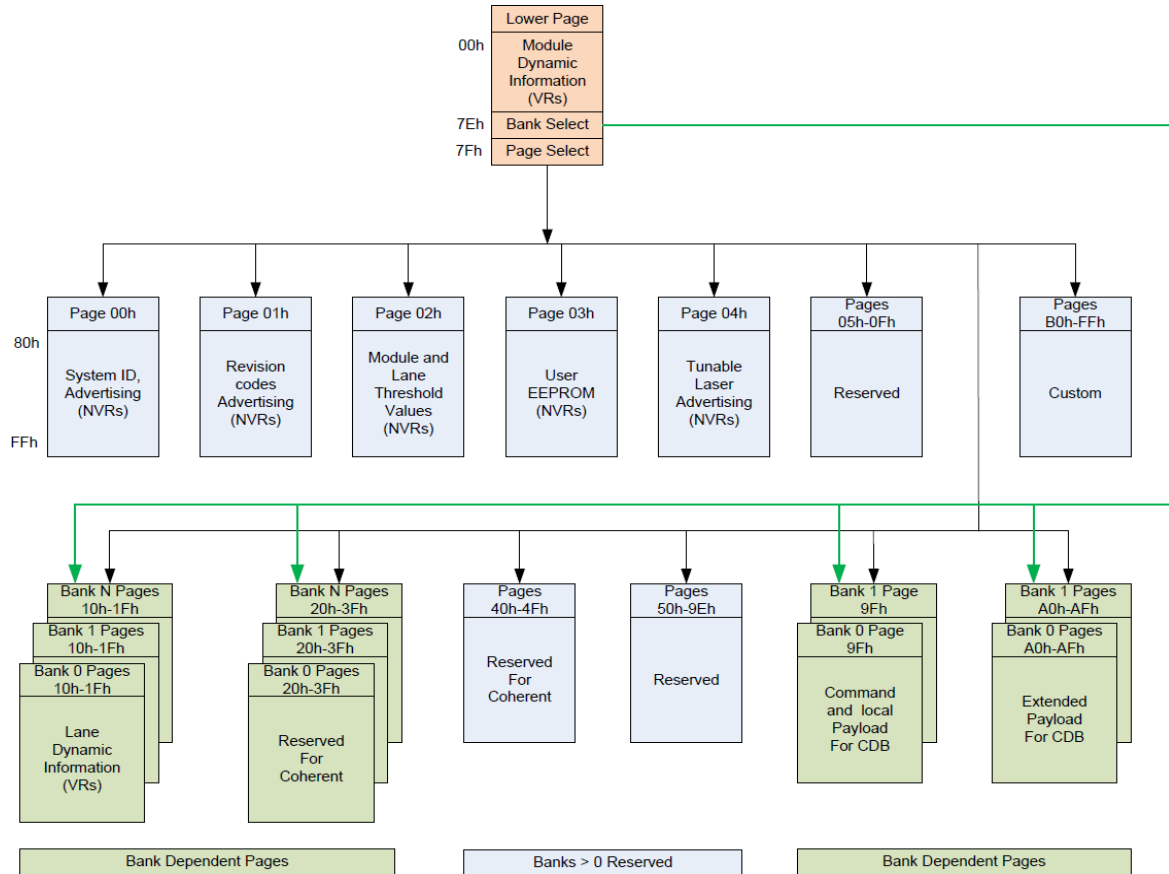 Lower Page
00h
Module
Dynamic
Information
(VRs)
7Eh
Bank Select
7Fh
Page Select
Page 00h
80h
System ID,
Advertising
(NVRs)
FFh
Page 01h
Revision
codes
Advertising
(NVRs)
Page 02h
Module and
Lane
Threshold
Values
(NVRs)
Page 03h
User
EEPROM
(NVRs)
Page 04h
Tunable
Laser
Advertising
(NVRs)
Pages
05h-0Fh
Reserved
Pages
B0h-FFh
Custom
Bank N Pages
10h-1Fh
Bank 1 Pages
10h-1Fh
Bank 0 Pages
10h-1Fh
Lane
Dynamic
Information
(VRs)
Bank N Pages
20h-3Fh
Bank 1 Pages
20h-3Fh
Bank 0 Pages
20h-3Fh
Reserved
For
Coherent
Pages
40h-4Fh
Reserved
For
Coherent
Pages
50h-9Eh
Reserved
Bank 1 Page
9Fh
Bank 0 Page
9Fh
Command
and local
Payload
For CDB
Bank 1 Pages
A0h-AFh
Bank 0 Pages
A0h-AFh
Extended
Payload
For CDB
Bank Dependent Pages
Banks > 0 Reserved
Bank Dependent Pages